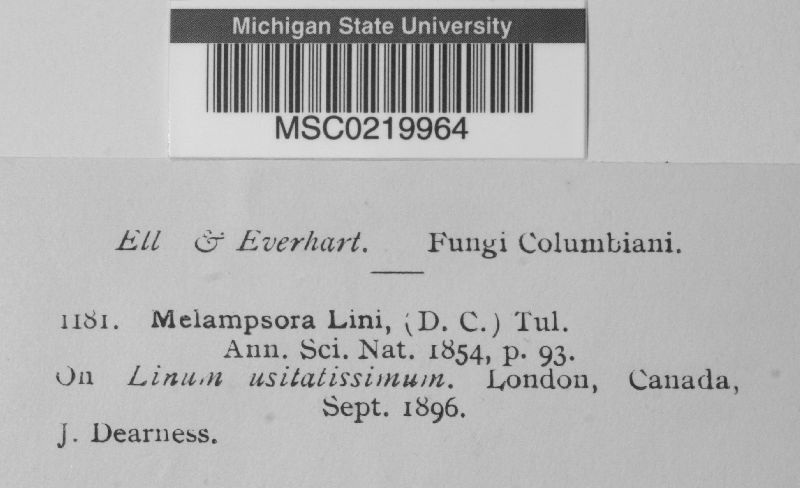 Michigan State University
MSC0219964
Ell & Everhart. Fungi Columbiani.
1181. Melampsora Lini, (D. C.) Tul.
Ann. Sci. Nat. 1854, p. 93.
On Linum usitatissimum. London, Canada,
Sept. 1896.
J. Dearness.